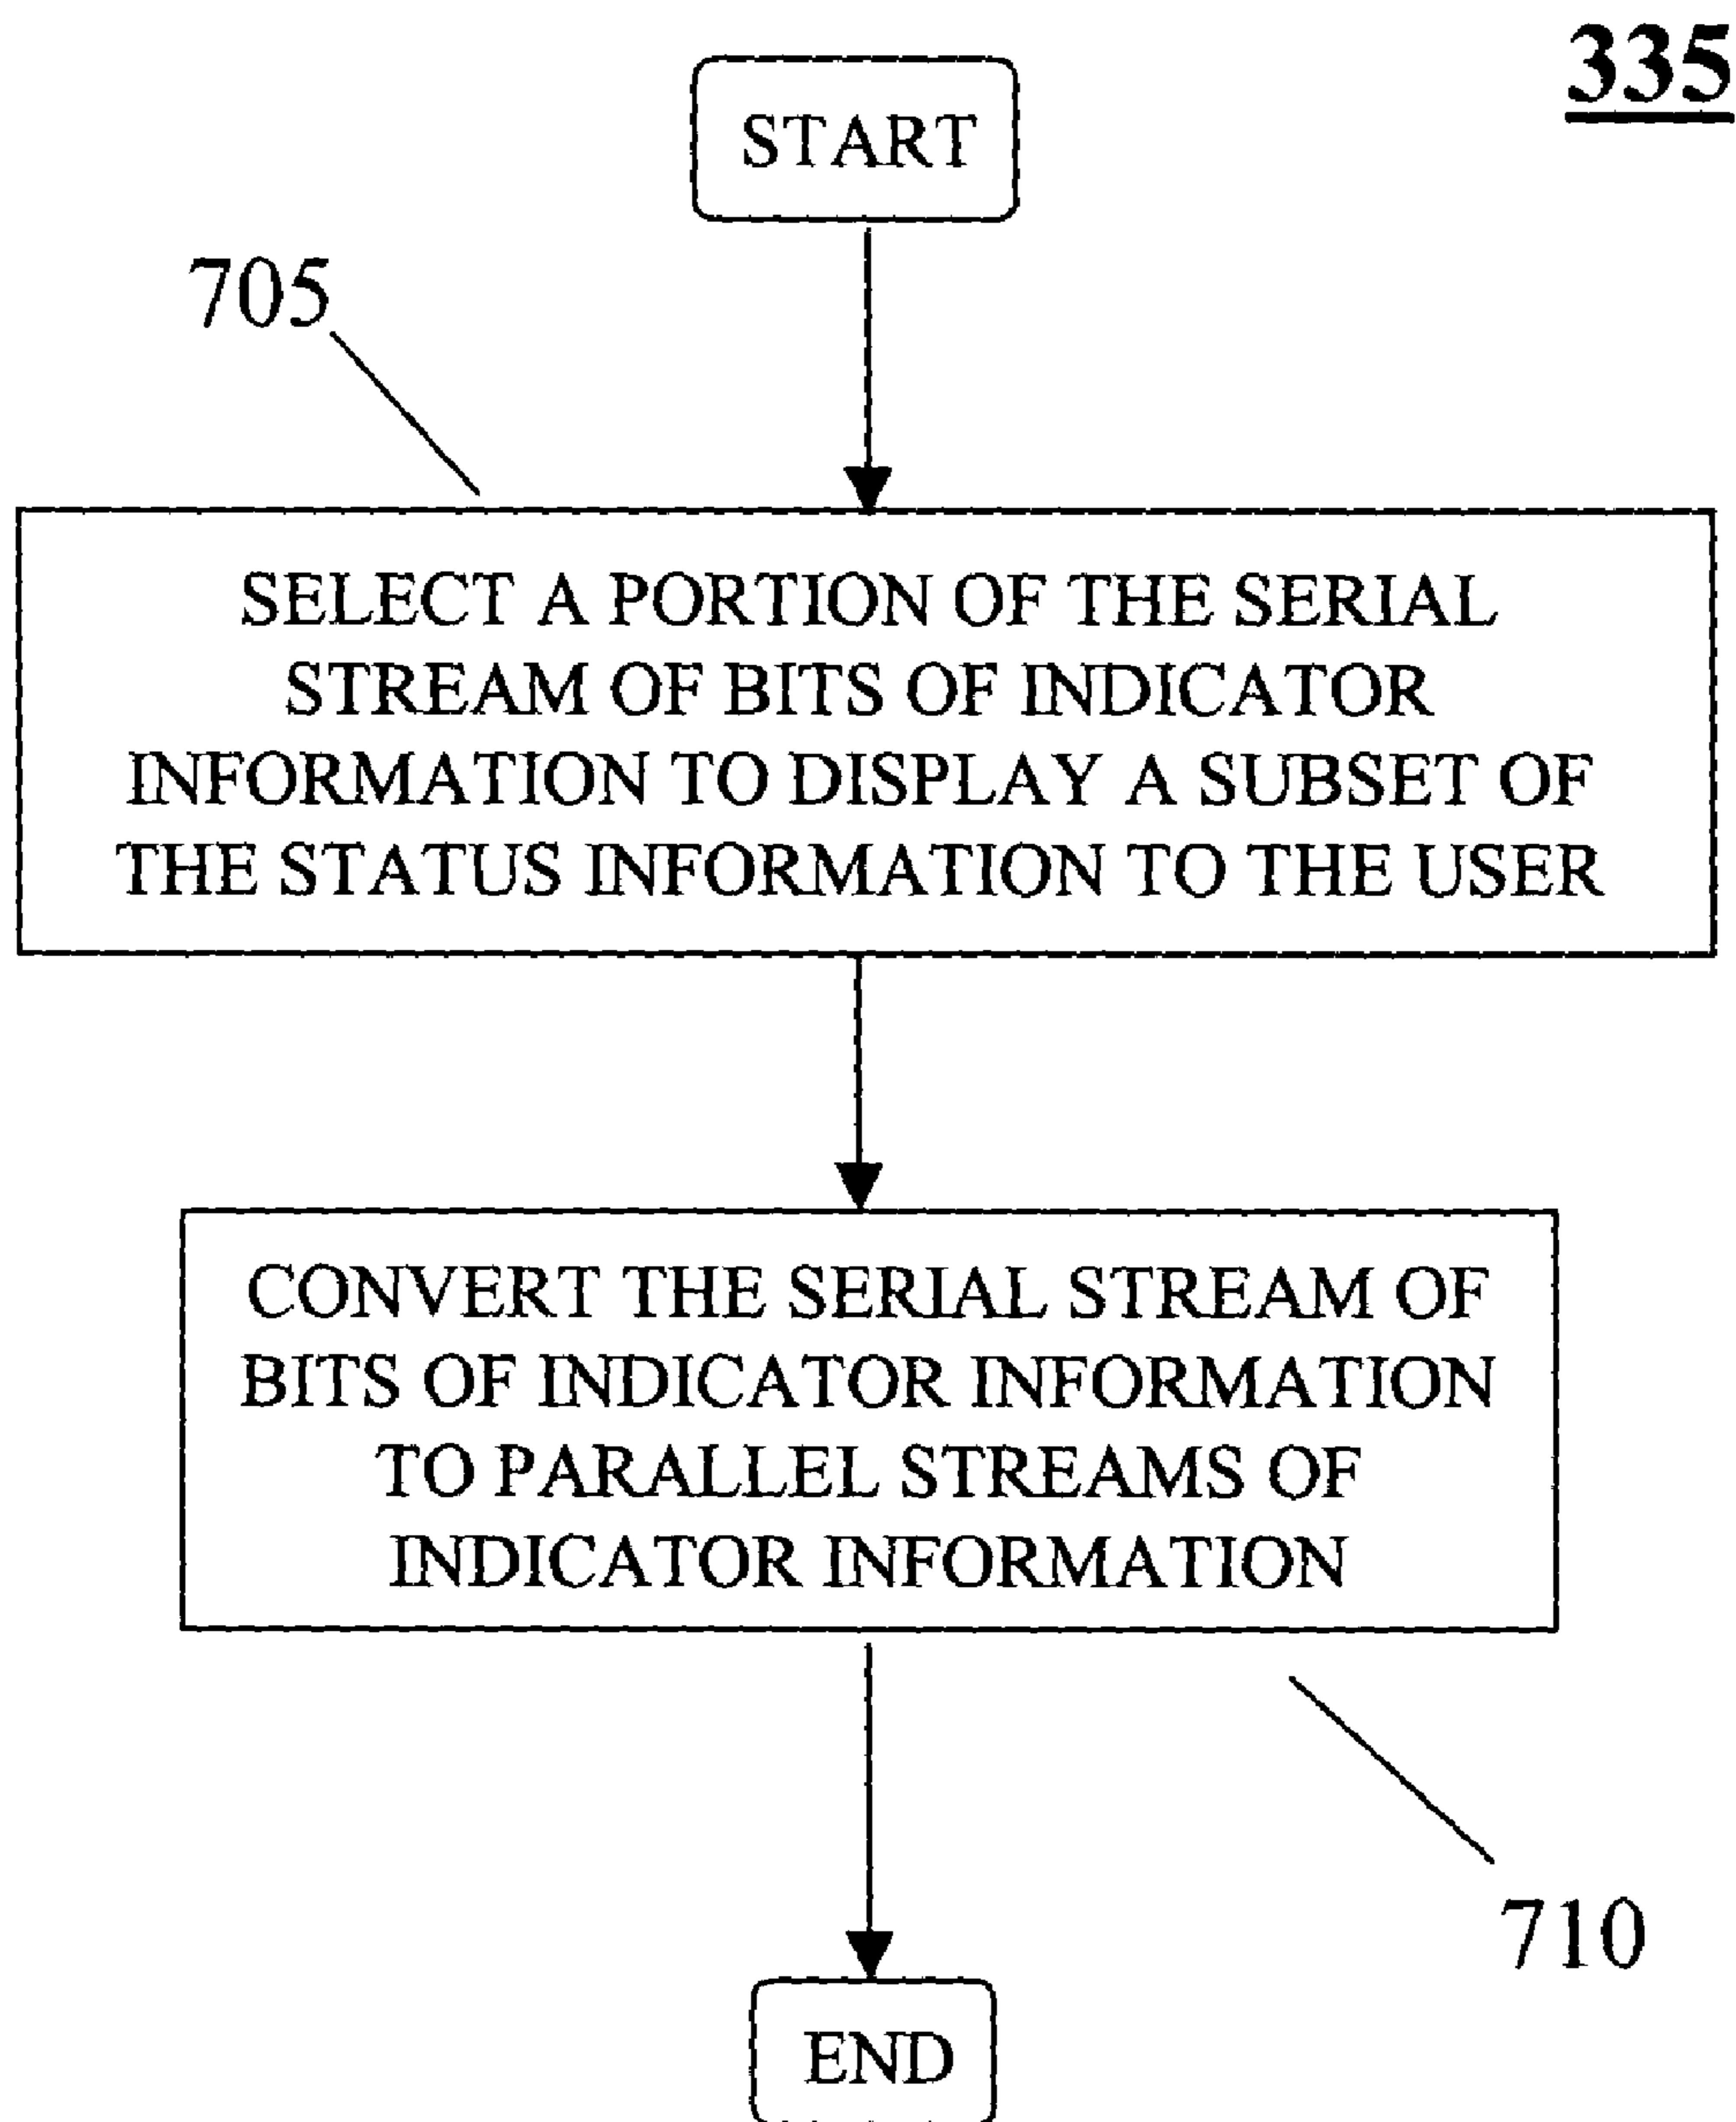 335
START
705
SELECT A PORTION OF THE SERIAL
STREAM OF BITS OF INDICATOR
INFORMATION TO DISPLAY A SUBSET OF
THE STATUS INFORMATION TO THE USER
CONVERT THE SERIAL STREAM OF
BITS OF INDICATOR INFORMATION
TO PARALLEL STREAMS OF
INDICATOR INFORMATION
710
END